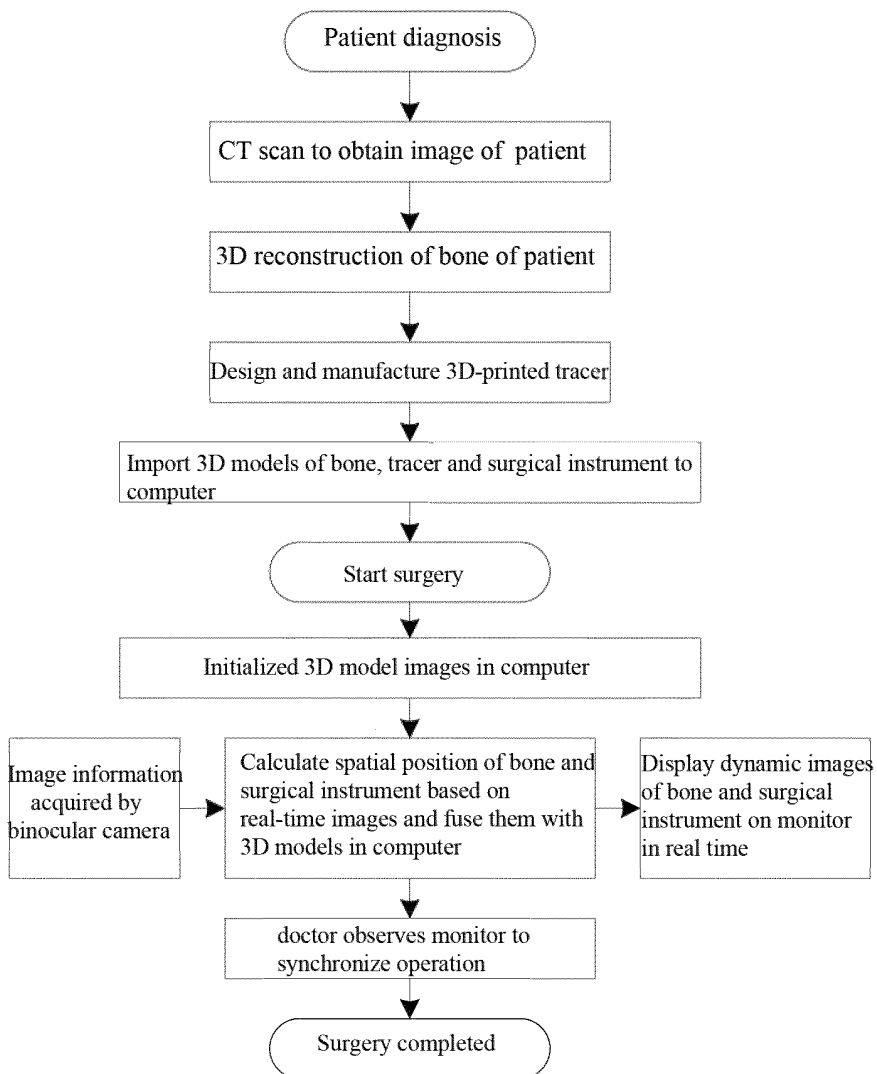 Patient diagnosis
CT scan to obtain image of patient
3D reconstruction of bone of patient
Design and manufacture 3D-printed tracer
Import 3D models of bone, tracer and surgical instrument to
computer
Start surgery
Initialized 3D model images in computer
Image information
acquired by
binocular camera
Calculate spatial position of bone and
surgical instrument based on
real-time images and fuse them with
3D models in computer
Display dynamic images
of bone and surgical
instrument on monitor
in real time
doctor observes monitor to
synchronize operation
Surgery completed